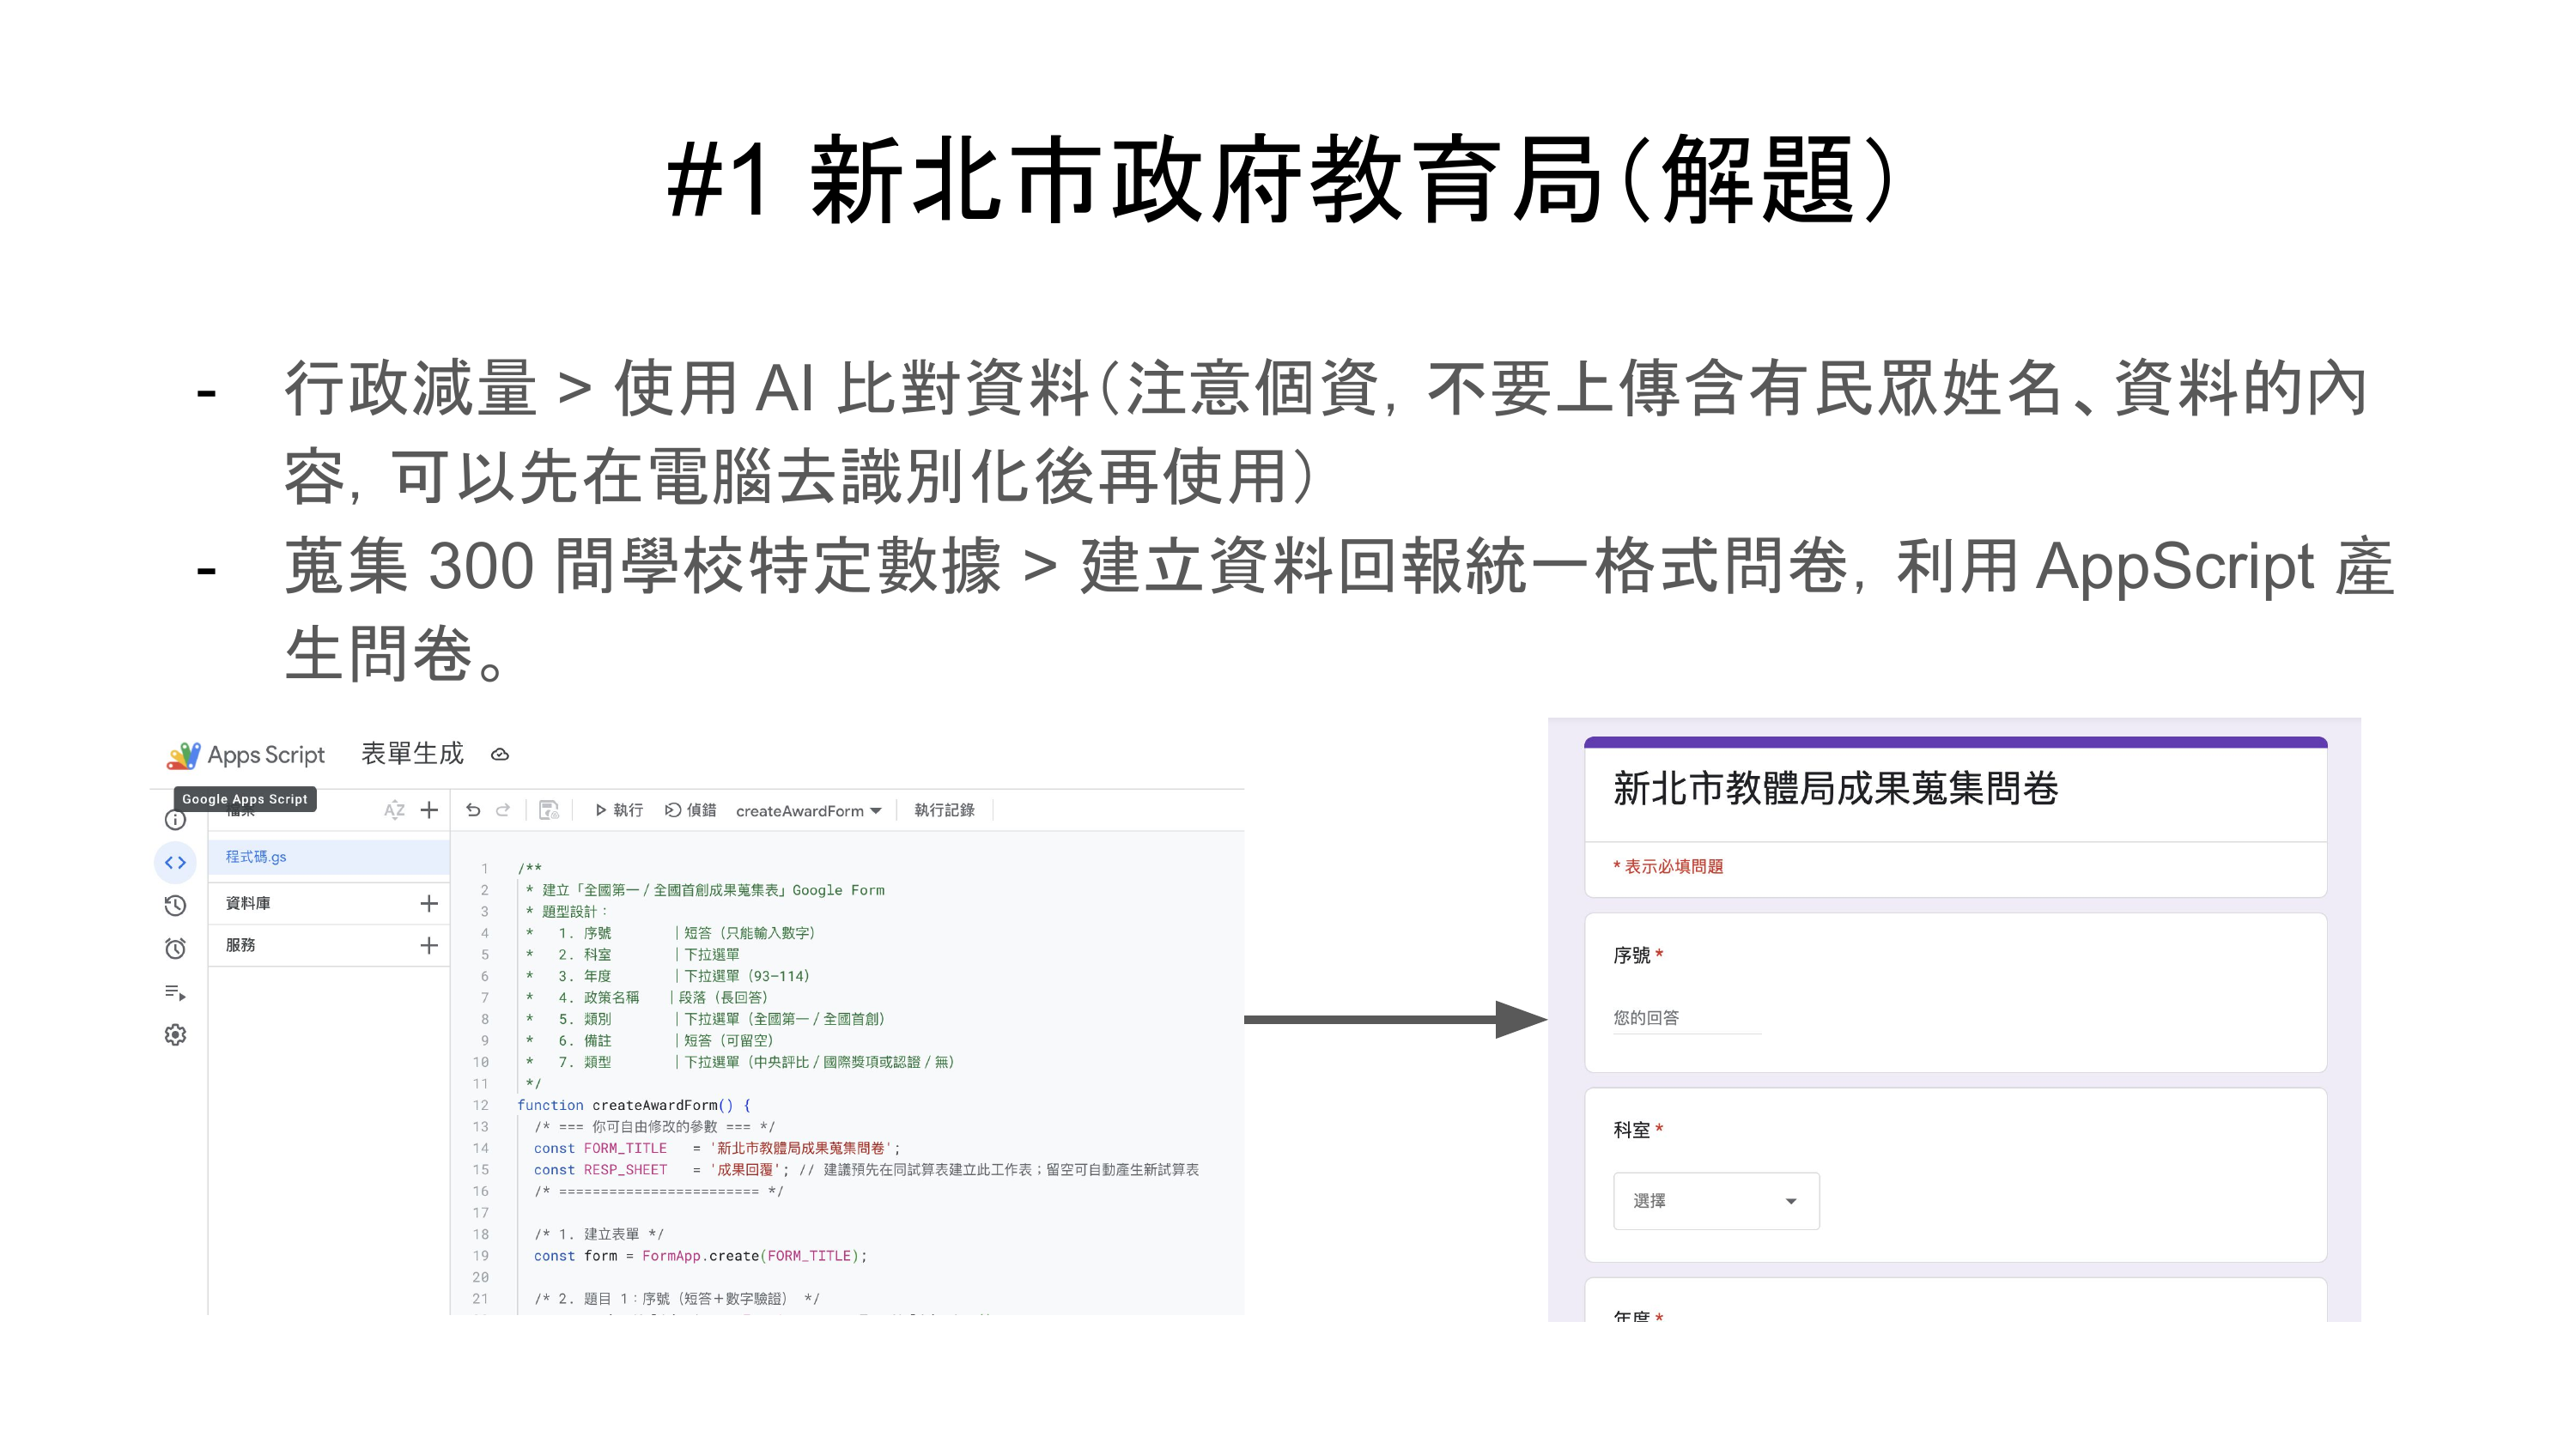 #1 新北市政府教育局（解題）
- 行政減量 > 使用 AI 比對資料（注意個資，不要上傳含有民眾姓名、資料的內
容，可以先在電腦去識別化後再使用）
- 蒐集 300 間學校特定數據 > 建立資料回報統一格式問卷，利用 AppScript 產
生問卷。
Apps Script 表單生成
Google Apps Script
檔案
程式碼.gs
資料庫
服務
執行 偵錯 createAwardForm 執行記錄
1 /**
2 * 建立「全國第一/全國首創成果蒐集表」Google Form
3 * 題型設計：
4 * 1. 序號 |短答（只能輸入數字）
5 * 2. 科室 |下拉選單
6 * 3. 年度 |下拉選單（93–114）
7 * 4. 政策名稱 |段落（長回答）
8 * 5. 類別 |下拉選單（全國第一/全國首創）
9 * 6. 備註 |短答（可留空）
10 * 7. 類型 |下拉選單（中央評比/國際獎項或認證/無）
11 */
12 function createAwardForm() {
13 /* === 你可自由修改的參數 === */
14 const FORM_TITLE = '新北市教體局成果蒐集問卷';
15 const RESP_SHEET = '成果回覆'; // 建議預先在同試算表建立此工作表；留空可自動產生新試算表
16 /* ======================== */
17
18 /* 1. 建立表單 */
19 const form = FormApp.create(FORM_TITLE);
20
21 /* 2. 題目 1：序號（短答＋數字驗證） */
新北市教體局成果蒐集問卷
* 表示必填問題
序號 *
您的回答
科室 *
選擇
年度 *